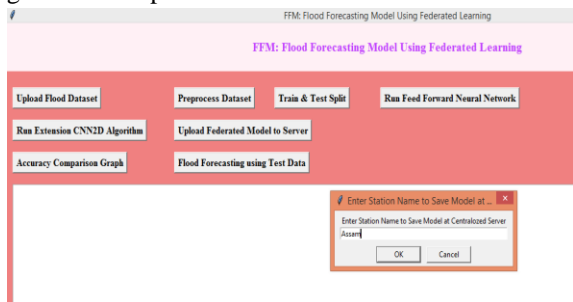 FFM: Flood Forecasting Model Using Federated Learning
FFM: Flood Forecasting Model Using Federated Learning
Upload Flood Dataset
Preprocess Dataset
Train & Test Split
Run Feed Forward Neural Network
Run Extension CNN2D Algorithm
Upload Federated Model to Server
Accuracy Comparison Graph
Flood Forecasting using Test Data
Enter Station Name to Save Model at ...
Enter Station Name to Save Model at Centralozed Server
Assam
OK
Cancel